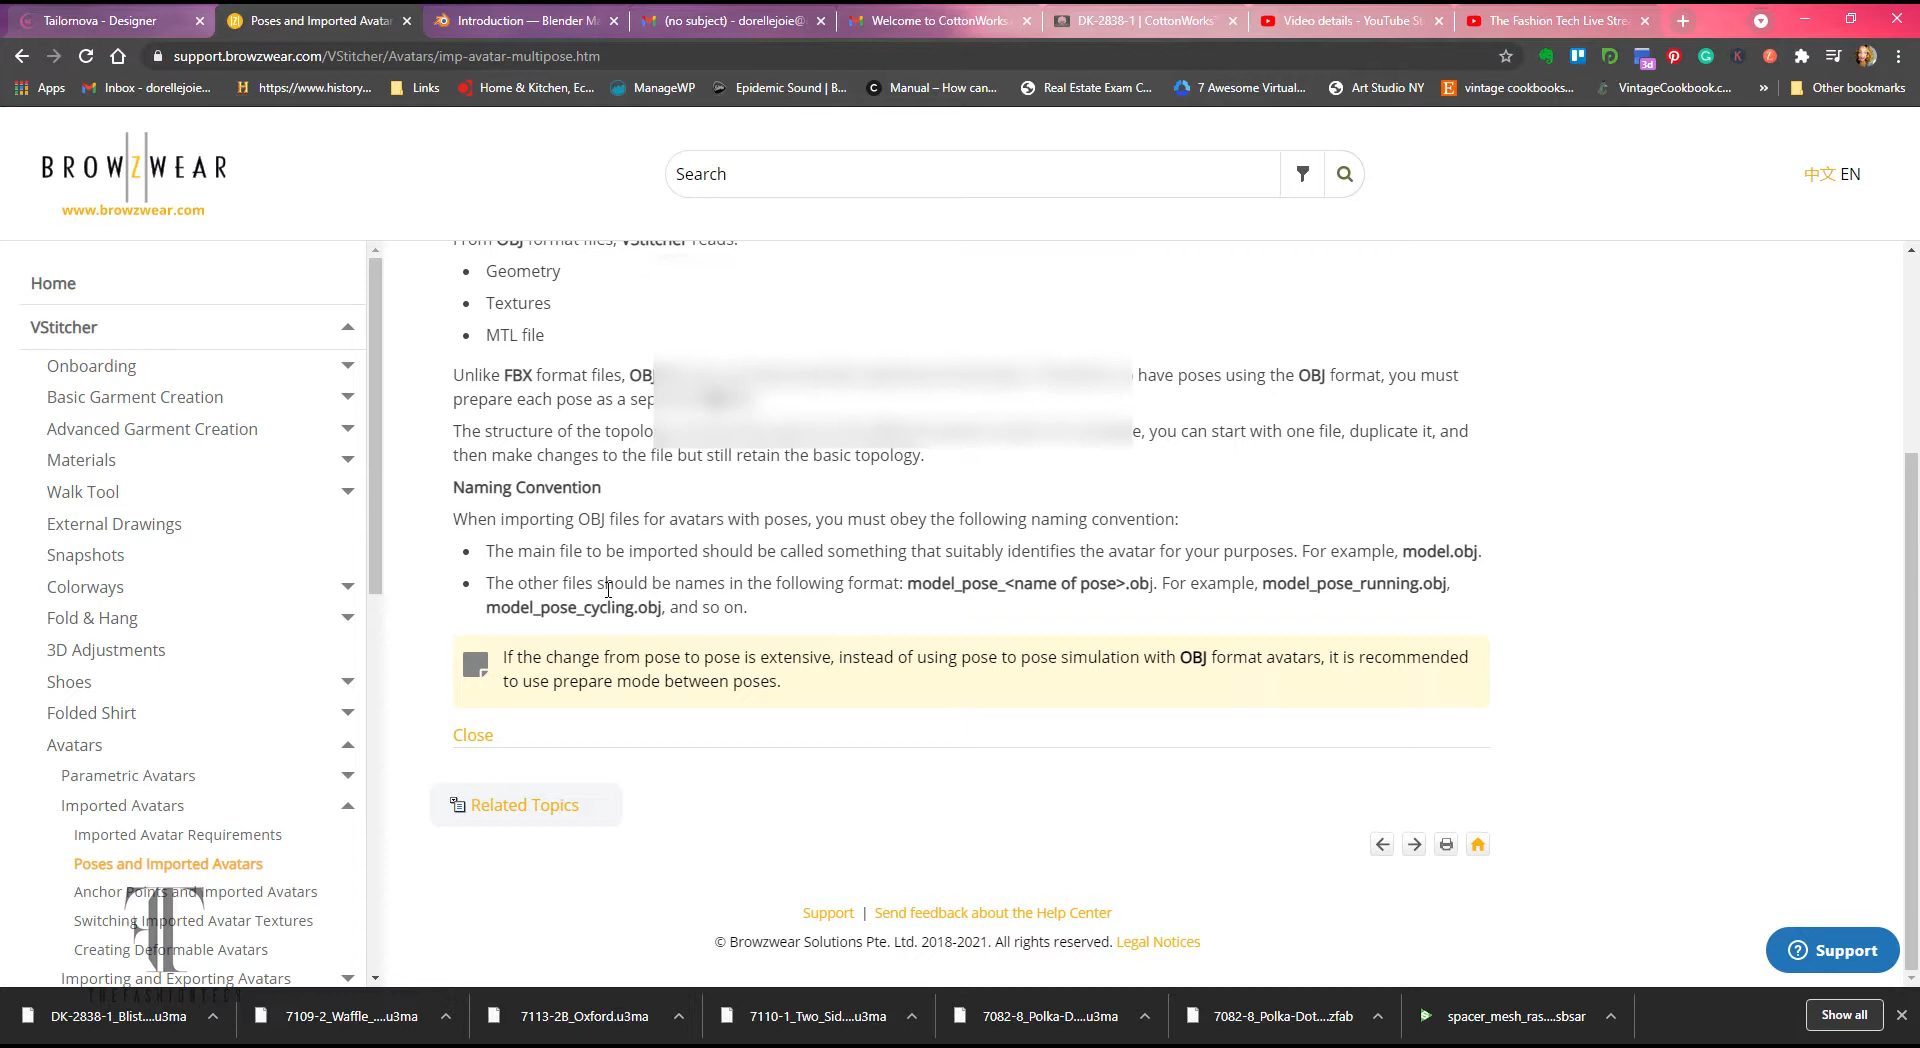 Tailornova - Designer
Poses and Imported Avatar
Introduction — Blender M
(no subject) - dorellejoie@
Welcome to CottonWorks
DK-2838-1 | CottonWorks
Video details - YouTube St
The Fashion Tech Live Strea
support.browzwear.com/VStitcher/Avatars/imp-avatar-multipose.htm
Apps
Inbox - dorellejoie...
https://www.history...
Links
Home & Kitchen, Ec...
ManageWP
Epidemic Sound | B...
Manual – How can...
Real Estate Exam C...
7 Awesome Virtual...
Art Studio NY
vintage cookbooks...
VintageCookbook.c...
»
Other bookmarks
3d
BROWZWEAR
www.browzwear.com
Search
中文 EN
Home
VStitcher
Onboarding
Basic Garment Creation
Advanced Garment Creation
Materials
Walk Tool
External Drawings
Snapshots
Colorways
Fold & Hang
3D Adjustments
Shoes
Folded Shirt
Avatars
Parametric Avatars
Imported Avatars
Imported Avatar Requirements
Poses and Imported Avatars
Anchor Points and Imported Avatars
Switching Imported Avatar Textures
Creating Deformable Avatars
Importing and Exporting Avatars
THEFASHIONTEDY
From OBJ format files, VStitcher reads:
• Geometry
• Textures
• MTL file
Unlike FBX format files, OBJ have poses using the OBJ format, you must
prepare each pose as a sep
The structure of the topolo e, you can start with one file, duplicate it, and
then make changes to the file but still retain the basic topology.
Naming Convention
When importing OBJ files for avatars with poses, you must obey the following naming convention:
• The main file to be imported should be called something that suitably identifies the avatar for your purposes. For example, model.obj.
• The other files should be names in the following format: model_pose_<name of pose>.obj. For example, model_pose_running.obj,
model_pose_cycling.obj, and so on.
If the change from pose to pose is extensive, instead of using pose to pose simulation with OBJ format avatars, it is recommended
to use prepare mode between poses.
Close
Related Topics
Support | Send feedback about the Help Center
© Browzwear Solutions Pte. Ltd. 2018-2021. All rights reserved. Legal Notices
Support
DK-2838-1_Blist....u3ma
7109-2_Waffle_....u3ma
7113-2B_Oxford.u3ma
7110-1_Two_Sid....u3ma
7082-8_Polka-D....u3ma
7082-8_Polka-Dot....zfab
spacer_mesh_ras....sbsar
Show all